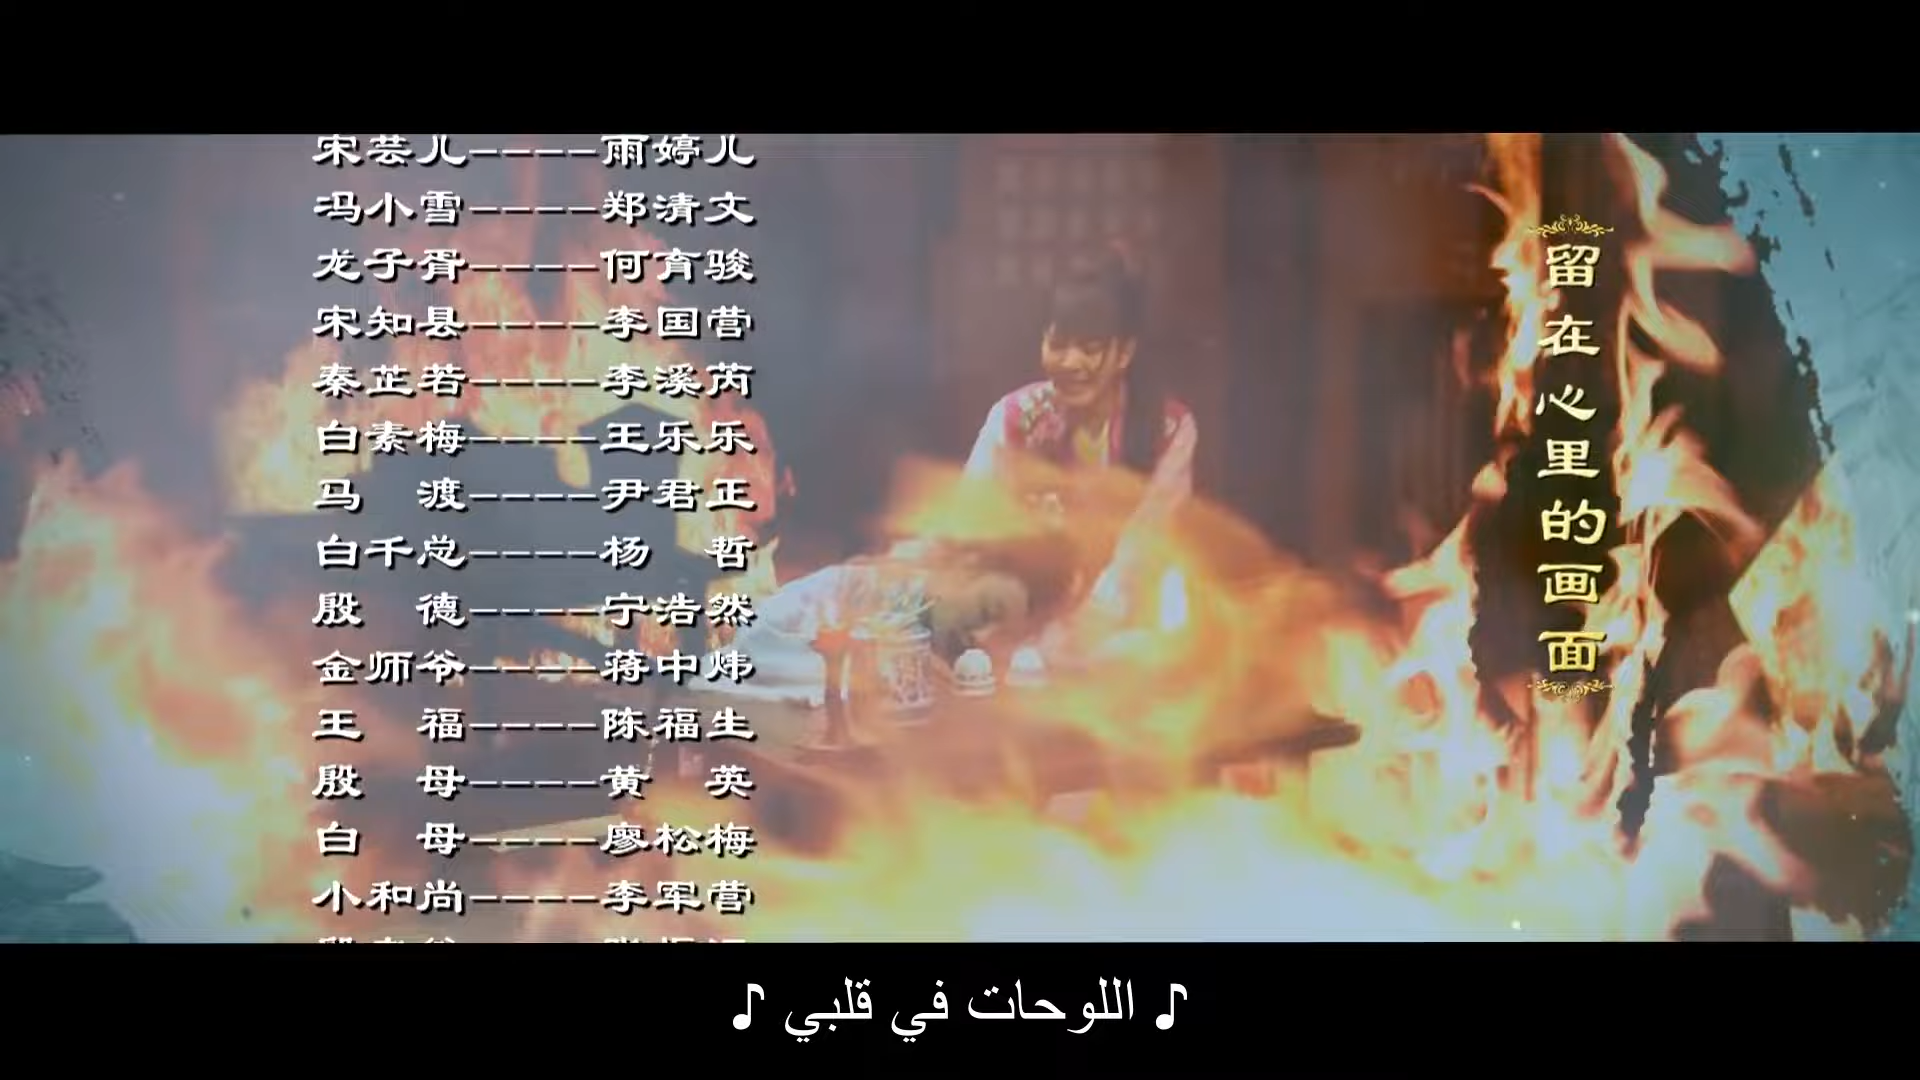 宋芸儿----雨婷儿
冯小雪----郑清文
龙子胥----何育骏
宋知县----李国营
秦芷若----李溪芮
白素梅----王乐乐
马　渡----尹君正
白千总----杨　哲
殷　德----宁浩然
金师爷----蒋中炜
王　福----陈福生
殷　母----黄　英
白　母----廖松梅
小和尚----李军营
留在心里的画面
♪ اللوحات في قلبي ♪